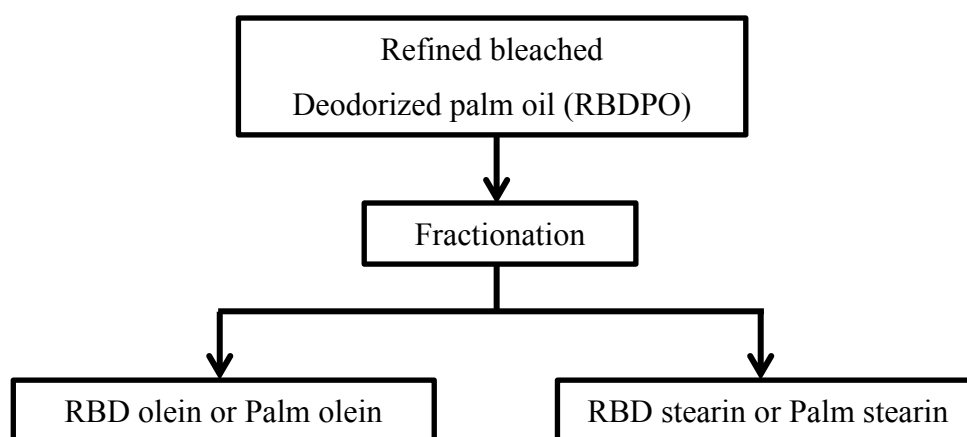 Refined bleached
Deodorized palm oil (RBDPO)
Fractionation
RBD olein or Palm olein
RBD stearin or Palm stearin